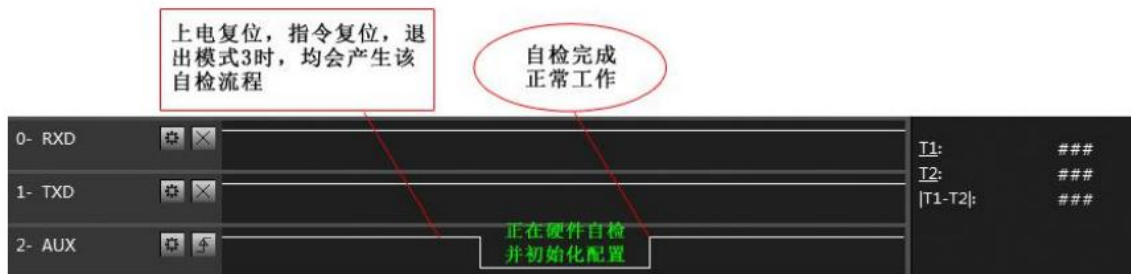 上电复位，指令复位，退
出模式3时，均会产生该
自检流程
自检完成
正常工作
0- RXD
1- TXD
2- AUX
正在硬件自检
并初始化配置
T1: ###
T2: ###
|T1-T2|: ###